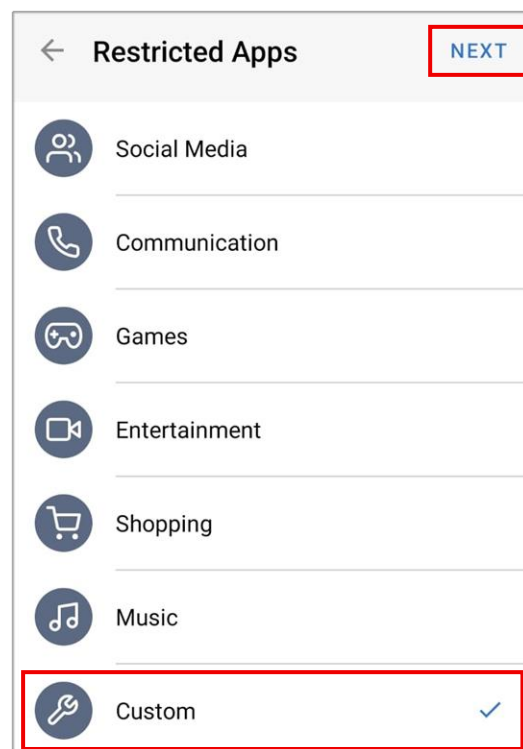 Restricted Apps NEXT
Social Media
Communication
Games
Entertainment
Shopping
Music
Custom